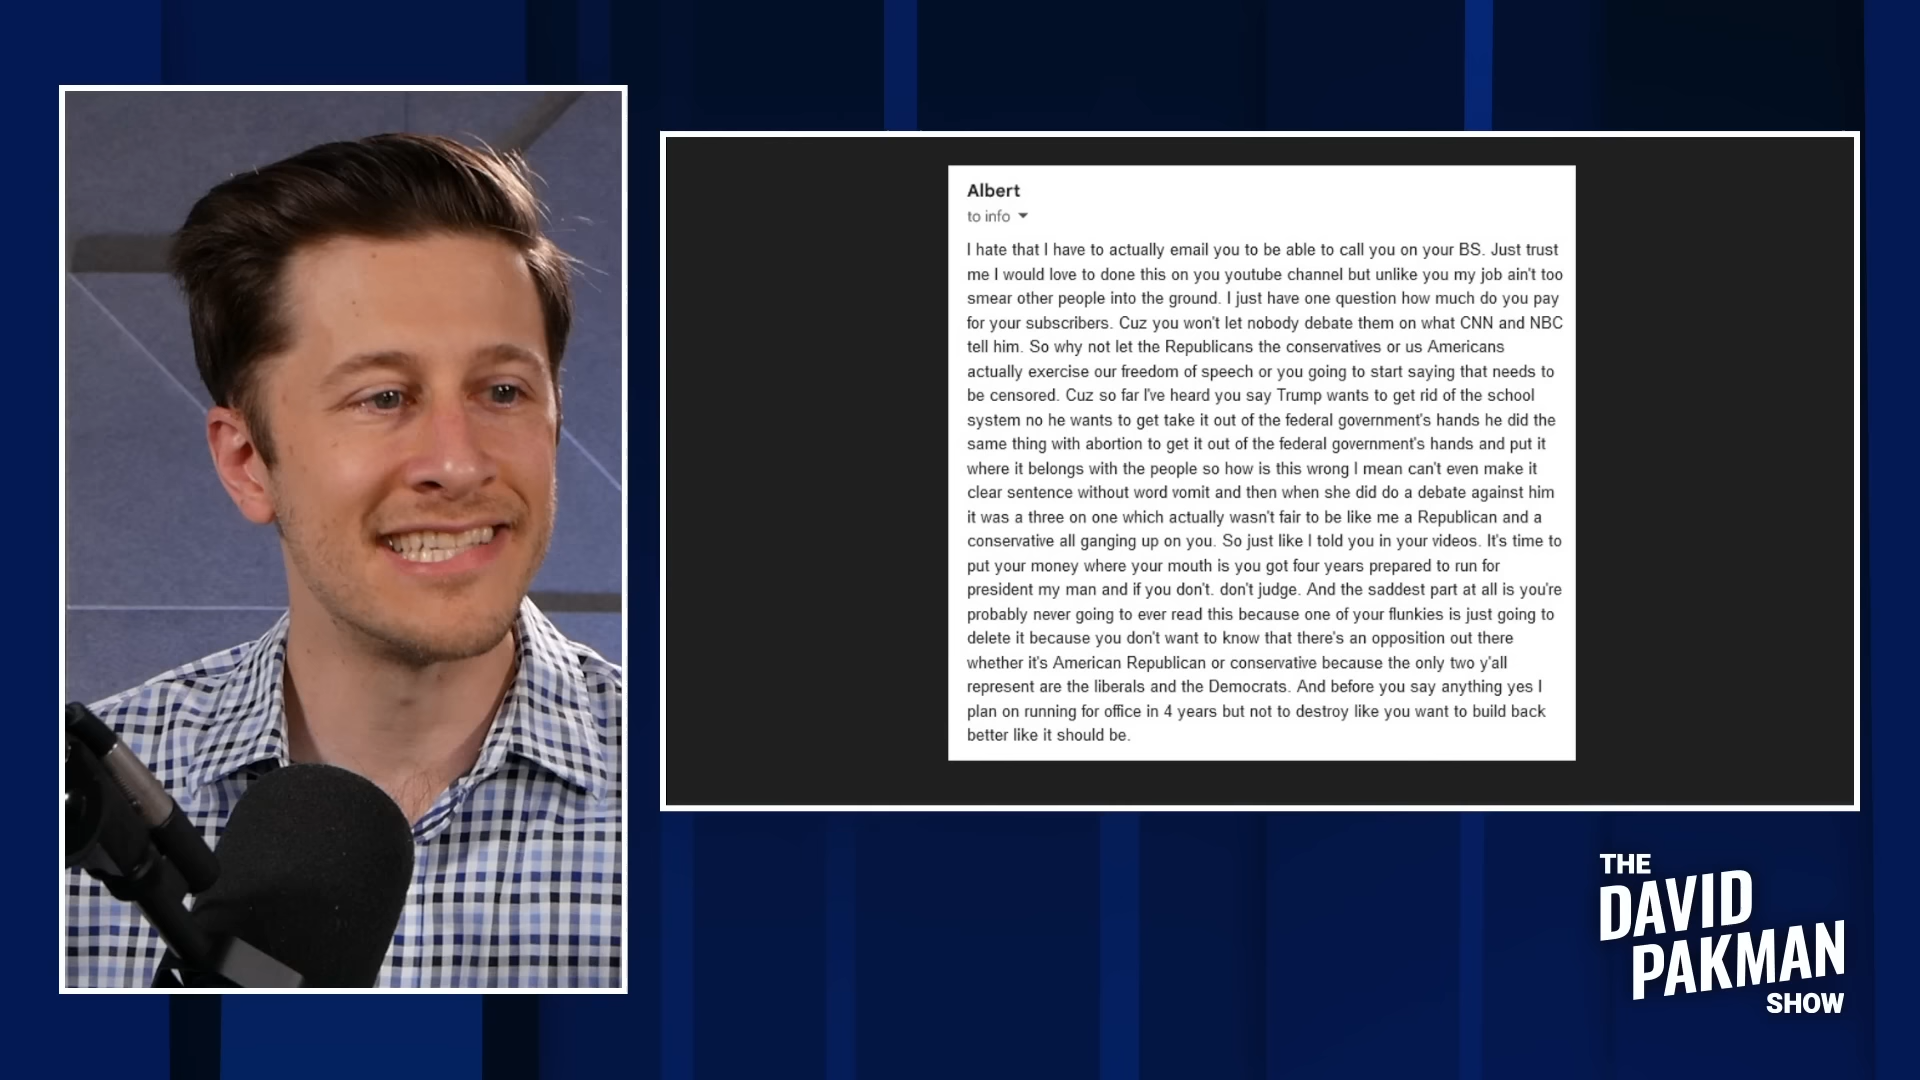 Albert
to info
I hate that I have to actually email you to be able to call you on your BS. Just trust
me I would love to done this on you youtube channel but unlike you my job ain't too
smear other people into the ground. I just have one question how much do you pay
for your subscribers. Cuz you won't let nobody debate them on what CNN and NBC
tell him. So why not let the Republicans the conservatives or us Americans
actually exercise our freedom of speech or you going to start saying that needs to
be censored. Cuz so far I've heard you say Trump wants to get rid of the school
system no he wants to get take it out of the federal government's hands he did the
same thing with abortion to get it out of the federal government's hands and put it
where it belongs with the people so how is this wrong I mean can't even make it
clear sentence without word vomit and then when she did do a debate against him
it was a three on one which actually wasn't fair to be like me a Republican and a
conservative all ganging up on you. So just like I told you in your videos. It's time to
put your money where your mouth is you got four years prepared to run for
president my man and if you don't. don't judge. And the saddest part at all is you're
probably never going to ever read this because one of your flunkies is just going to
delete it because you don't want to know that there's an opposition out there
whether it's American Republican or conservative because the only two y'all
represent are the liberals and the Democrats. And before you say anything yes I
plan on running for office in 4 years but not to destroy like you want to build back
better like it should be.
THE
DAVID
PAKMAN
SHOW